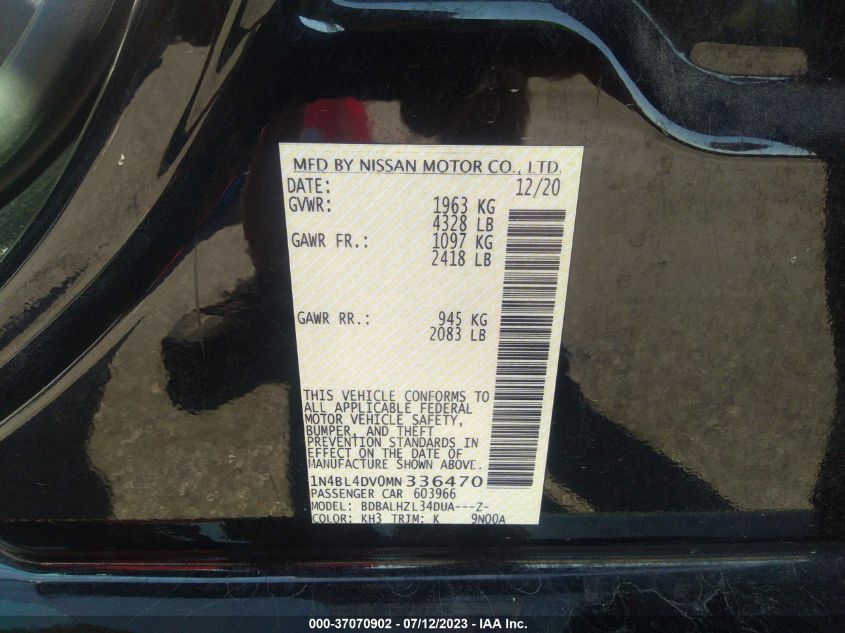 MFD BY NISSAN MOTOR CO., LTD.
DATE: 12/20
GVWR: 1963 KG
4328 LB
GAWR FR.: 1097 KG
2418 LB
GAWR RR.: 945 KG
2083 LB
THIS VEHICLE CONFORMS TO
ALL APPLICABLE FEDERAL
MOTOR VEHICLE SAFETY,
BUMPER, AND THEFT
PREVENTION STANDARDS IN
EFFECT ON THE DATE OF
MANUFACTURE SHOWN ABOVE.
1N4BL4DV0MN336470
PASSENGER CAR 603966
MODEL: BDBALHZL34DUA---Z-
COLOR: KH3 TRIM: K 9N00A
000-37070902 - 07/12/2023 - IAA Inc.